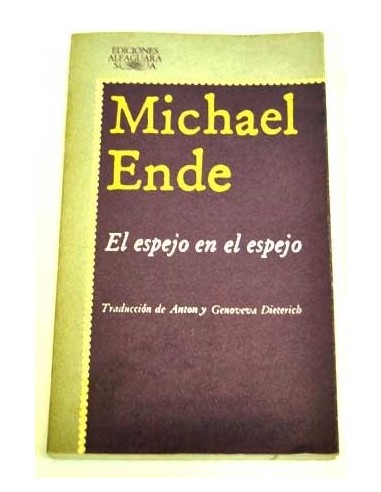 EDICIONES
ALFAGUARA
S A
Michael
Ende
El espejo en el espejo
Traducción de Anton y Genoveva Dieterich